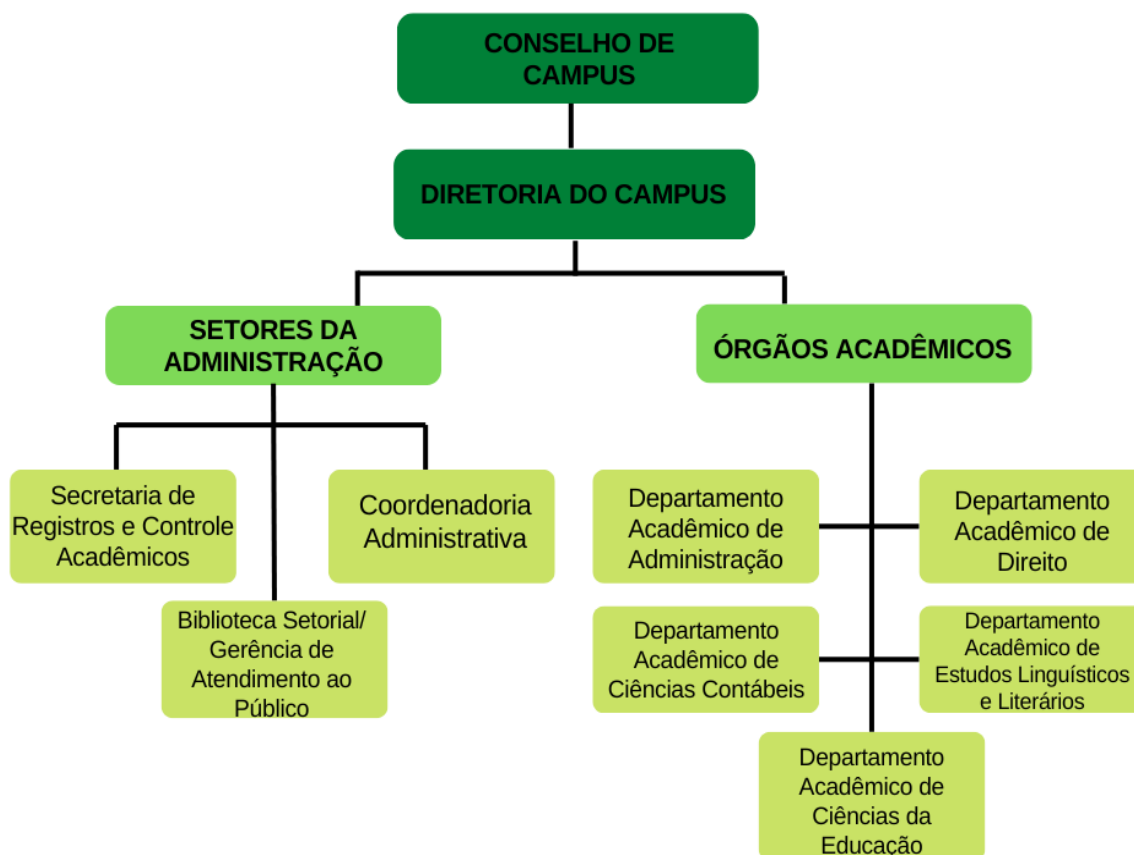 CONSELHO DE
CAMPUS
DIRETORIA DO CAMPUS
SETORES DA
ADMINISTRAÇÃO
ÓRGÃOS ACADÊMICOS
Secretaria de
Registros e Controle
Acadêmicos
Coordenadoria
Administrativa
Biblioteca Setorial/
Gerência de
Atendimento ao
Público
Departamento
Acadêmico de
Administração
Departamento
Acadêmico de
Direito
Departamento
Acadêmico de
Ciências Contábeis
Departamento
Acadêmico de
Estudos Linguísticos
e Literários
Departamento
Acadêmico de
Ciências da
Educação